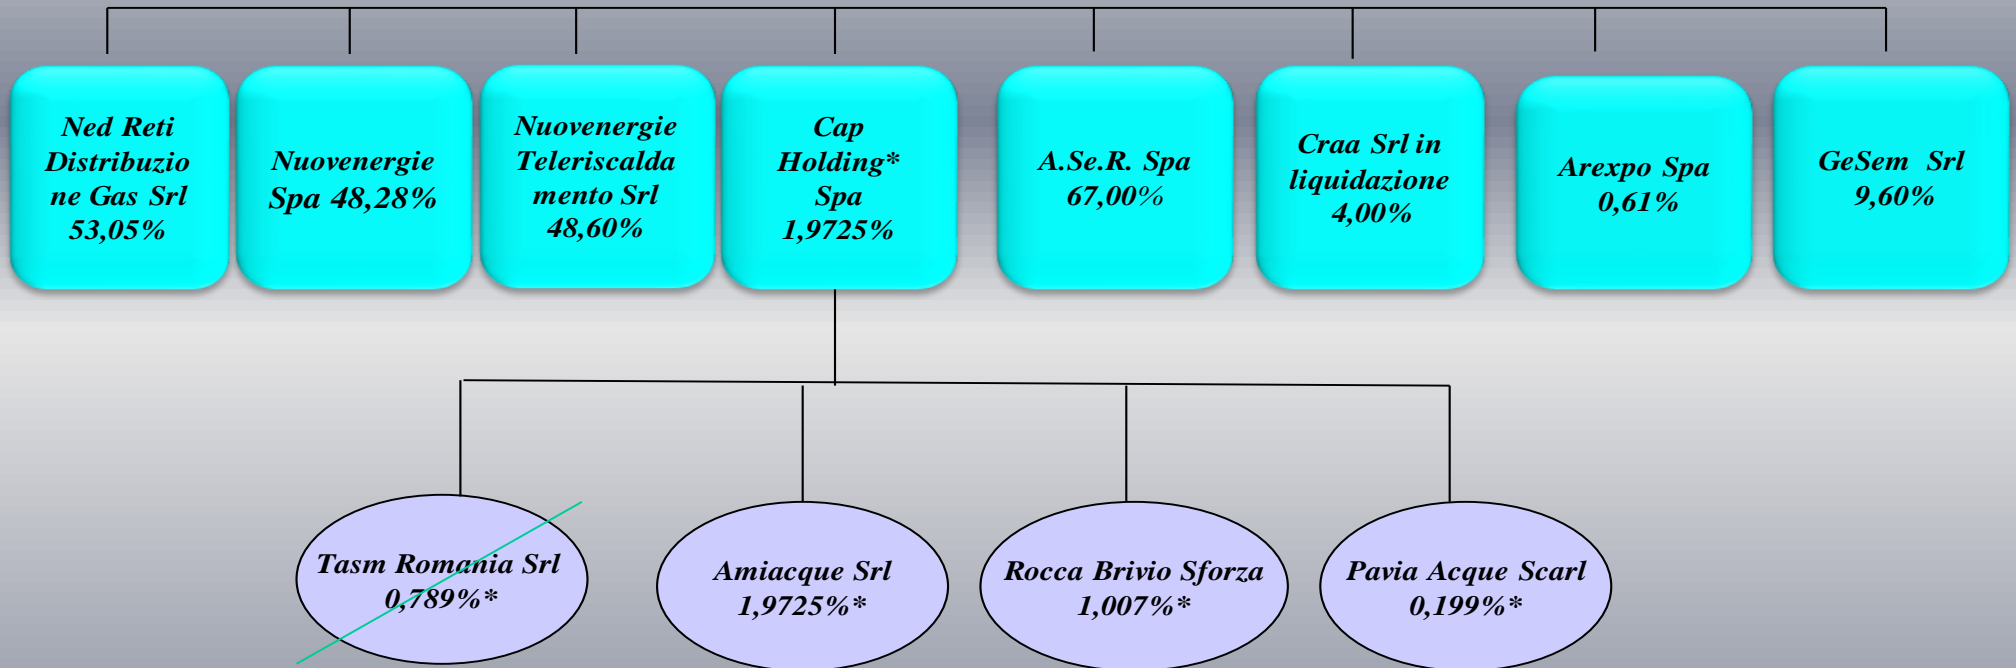 Ned Reti
Distribuzio
ne Gas Srl
53,05%
Nuovenergie
Spa 48,28%
Nuovenergie
Teleriscalda
mento Srl
48,60%
Cap
Holding*
Spa
1,9725%
A.Se.R. Spa
67,00%
Craa Srl in
liquidazione
4,00%
Arexpo Spa
0,61%
GeSem Srl
9,60%
Tasm Romania Srl
0,789%*
Amiacque Srl
1,9725%*
Rocca Brivio Sforza
1,007%*
Pavia Acque Scarl
0,199%*